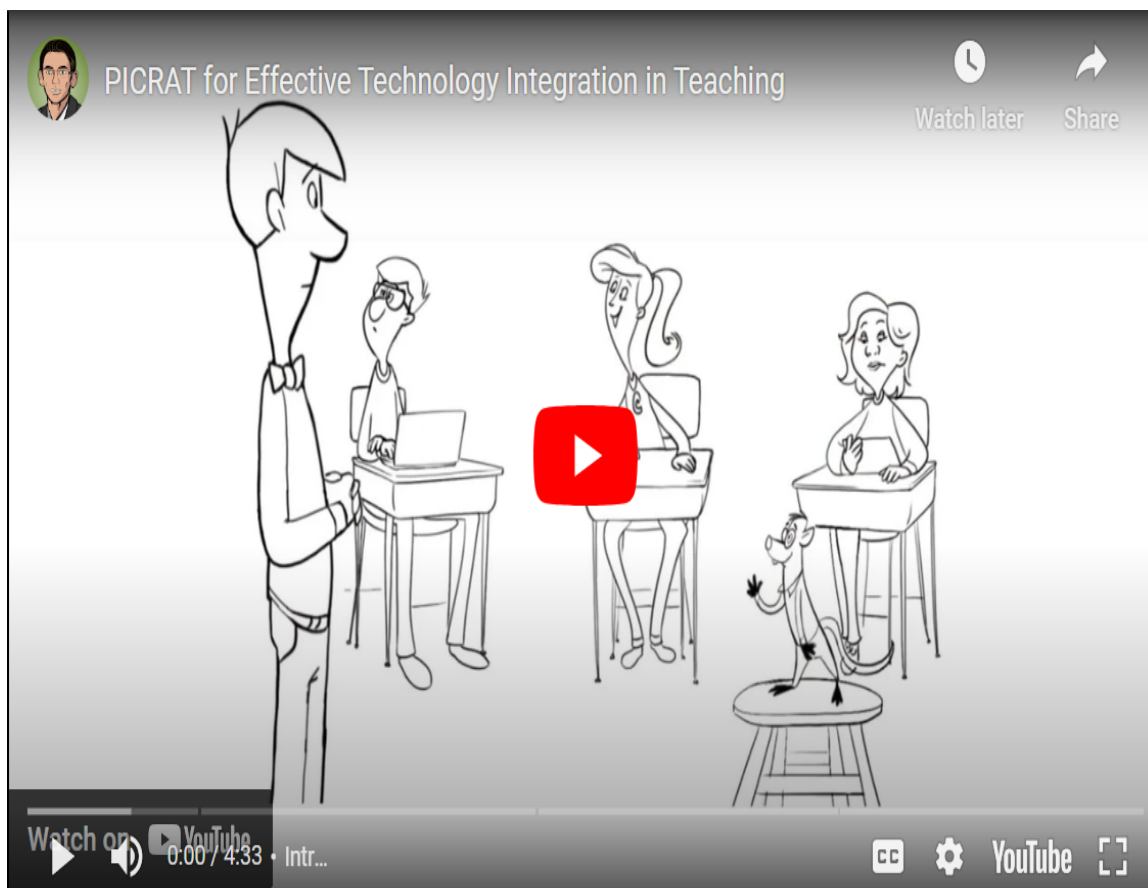 PICRAT for Effective Technology Integration in Teaching
Watch later
Share
Watch on YouTube
0:00 / 4:33 • Intr...
CC
YouTube